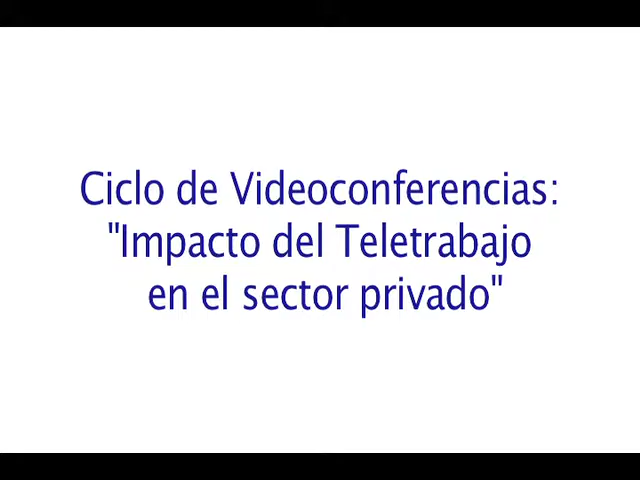 Ciclo de Videoconferencias:
"Impacto del Teletrabajo
en el sector privado"